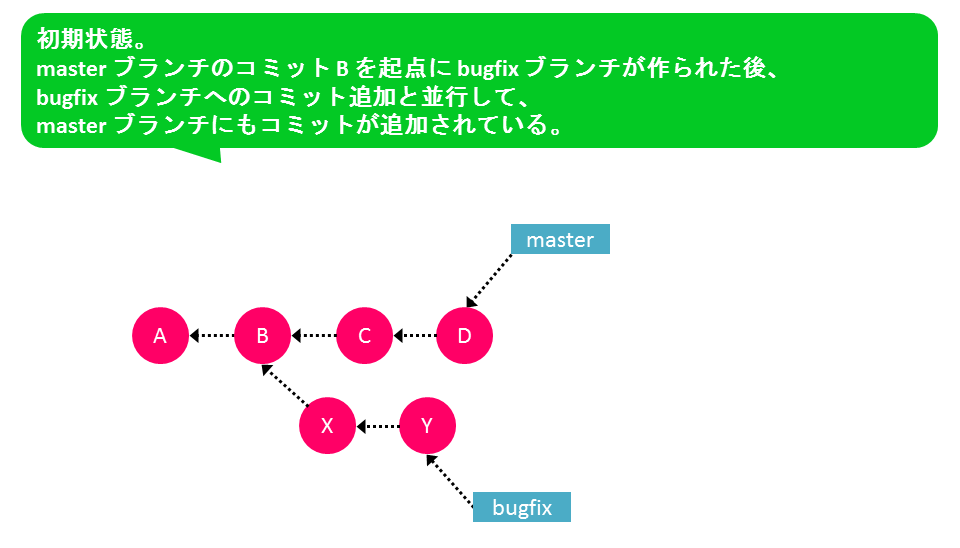 初期状態。
master ブランチのコミット B を起点に bugfix ブランチが作られた後、
bugfix ブランチへのコミット追加と並行して、
master ブランチにもコミットが追加されている。
master
A
B
C
D
X
Y
bugfix